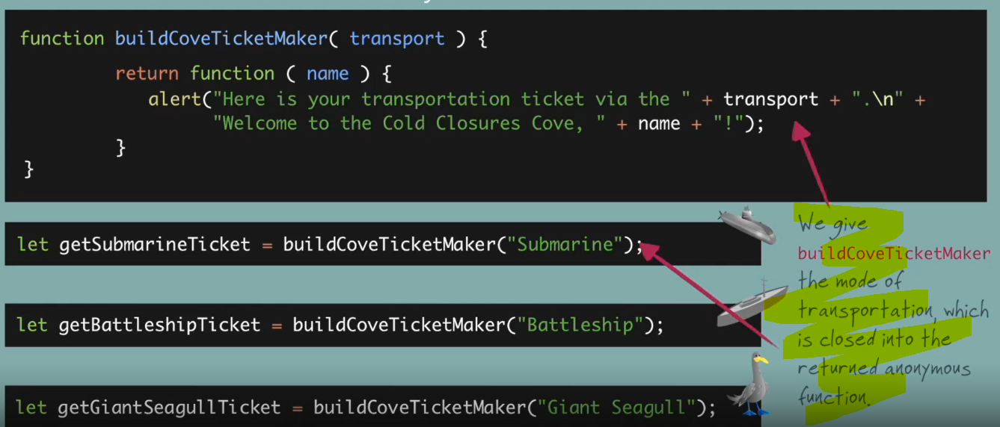 function buildCoveTicketMaker( transport ) {
return function ( name ) {
alert("Here is your transportation ticket via the " + transport + ".\n" +
"Welcome to the Cold Closures Cove, " + name + "!");
}
}
let getSubmarineTicket = buildCoveTicketMaker("Submarine");
let getBattleshipTicket = buildCoveTicketMaker("Battleship");
let getGiantSeagullTicket = buildCoveTicketMaker("Giant Seagull");
We give
buildCoveTicketMaker
the mode of
transportation, which
is closed into the
returned anonymous
function.